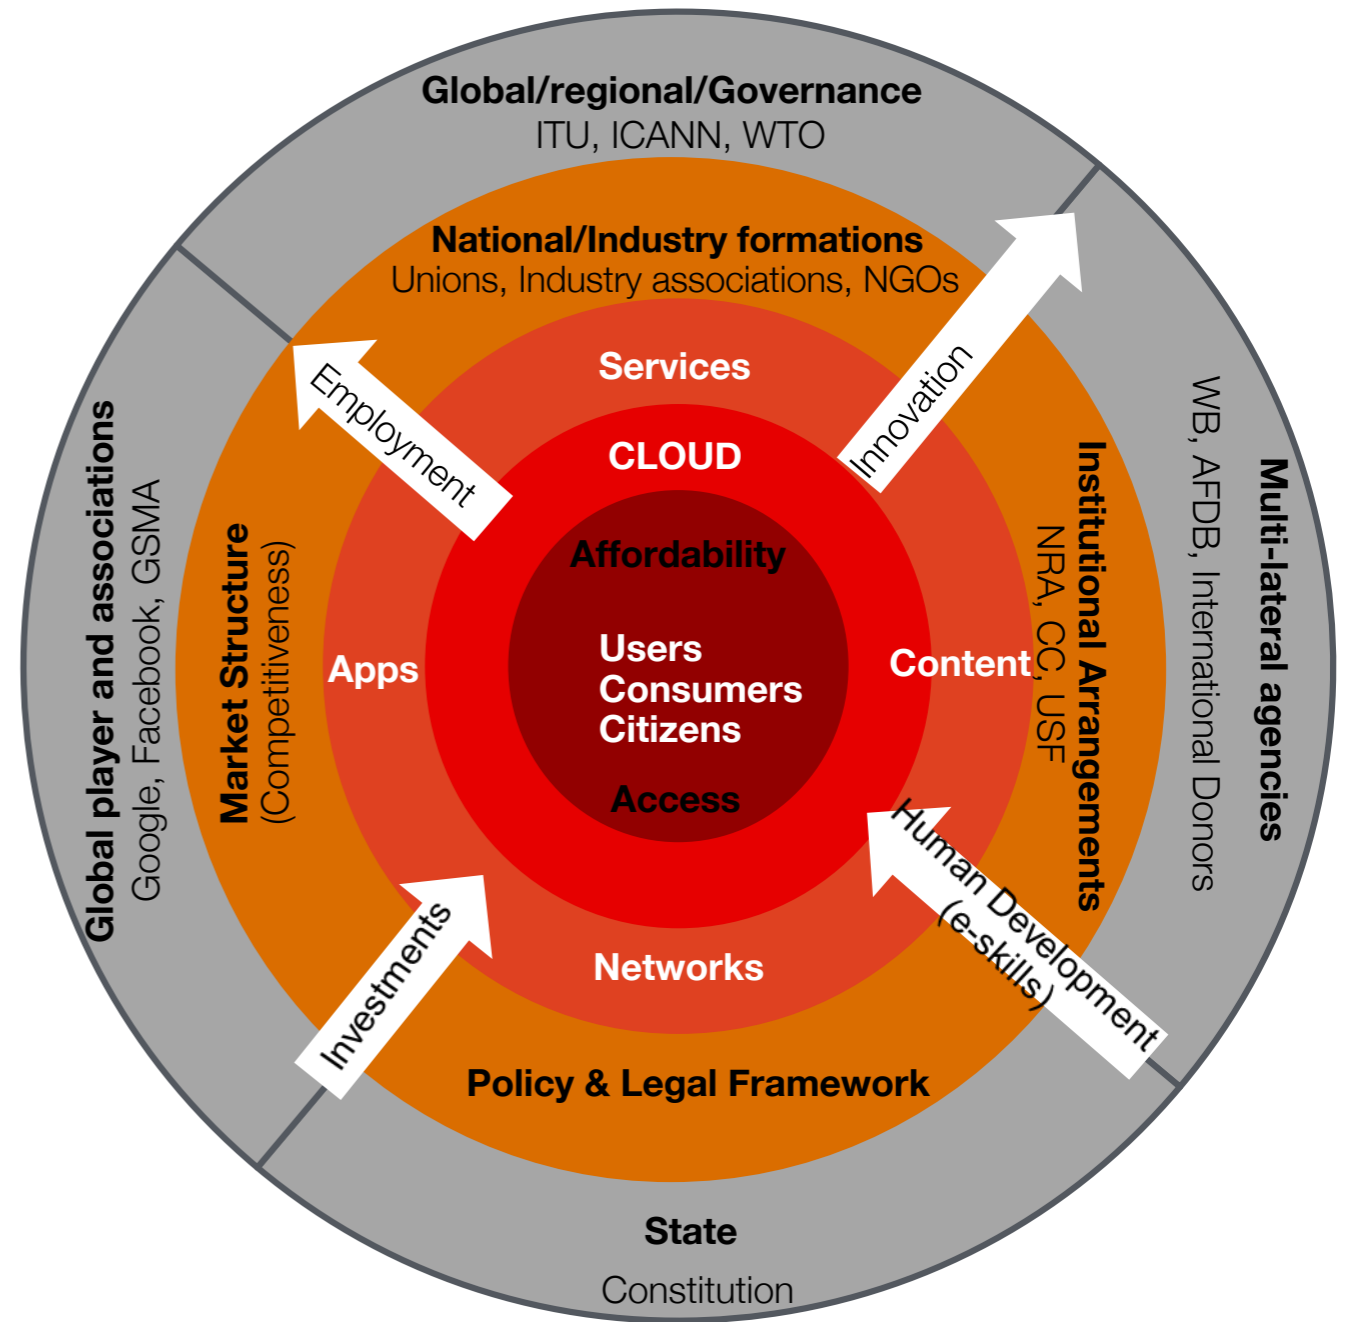 Global/regional/Governance
ITU, ICANN, WTO
National/Industry formations
Unions, Industry associations, NGOs
Services
CLOUD
Employment
Innovation
Affordability
Users
Consumers
Citizens
Access
Apps
Content
Networks
Global player and associations
Google, Facebook, GSMA
Market Structure
(Competitiveness)
Institutional Arrangements
NRA, CC, USF
Multi-lateral agencies
WB, AFDB, International Donors
Investments
Human Development
(e-skills)
Policy & Legal Framework
State
Constitution